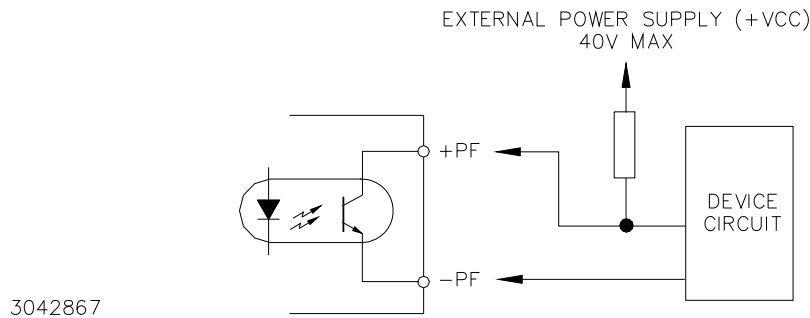 EXTERNAL POWER SUPPLY (+VCC)
40V MAX
+PF
DEVICE
CIRCUIT
-PF
3042867